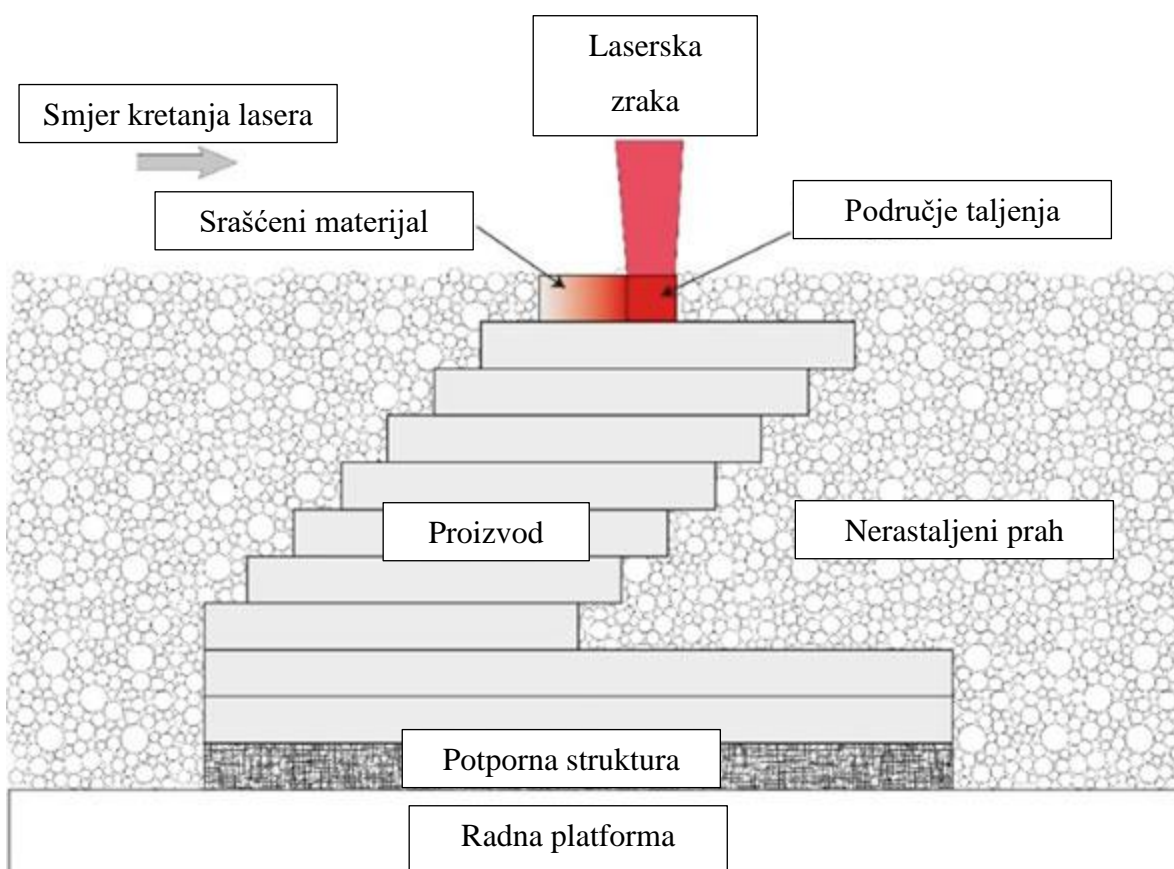 Laserska
zraka
Smjer kretanja lasera
Srašćeni materijal
Područje taljenja
Proizvod
Nerastaljeni prah
Potporna struktura
Radna platforma